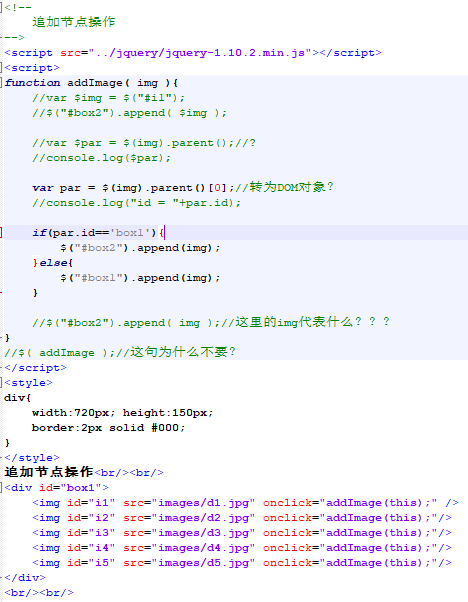 <!--
    追加节点操作
-->
<script src="../jquery/jquery-1.10.2.min.js"></script>
<script>
function addImage( img ){
    //var $img = $("#i1");
    //$("#box2").append( $img );

    //var $par = $(img).parent();//?
    //console.log($par);

    var par = $(img).parent()[0];//转为DOM对象?
    //console.log("id = "+par.id);

    if(par.id=='box1'){
        $("#box2").append(img);
    }else{
        $("#box1").append(img);
    }

    //$("#box2").append( img );//这里的img代表什么？？？
}
//$( addImage );//这句为什么不要?
</script>
<style>
div{
    width:720px; height:150px;
    border:2px solid #000;
}
</style>
追加节点操作<br/><br/>
<div id="box1">
    <img id="i1" src="images/d1.jpg" onclick="addImage(this);" />
    <img id="i2" src="images/d2.jpg" onclick="addImage(this);"/>
    <img id="i3" src="images/d3.jpg" onclick="addImage(this);"/>
    <img id="i4" src="images/d4.jpg" onclick="addImage(this);"/>
    <img id="i5" src="images/d5.jpg" onclick="addImage(this);"/>
</div>
<br/><br/>